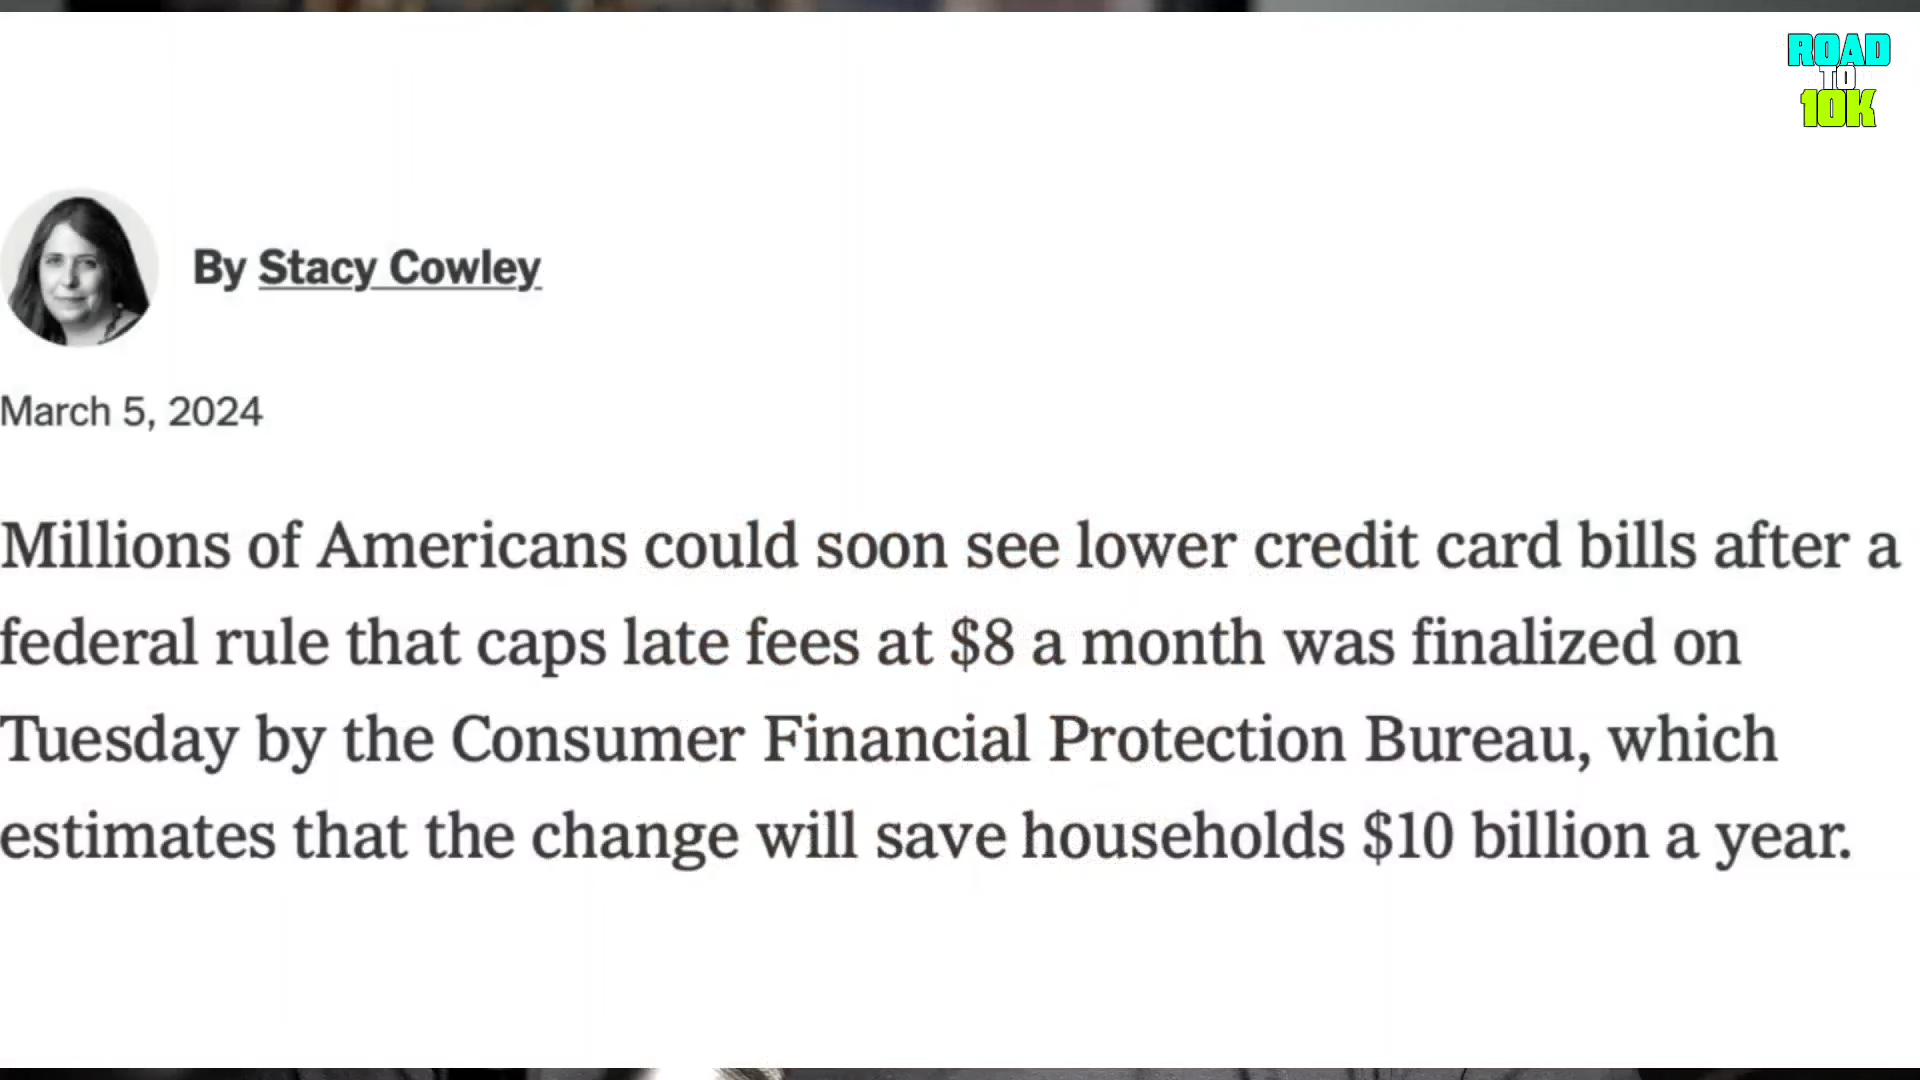 ROAD
TO
10K
By Stacy Cowley
March 5, 2024
Millions of Americans could soon see lower credit card bills after a
federal rule that caps late fees at $8 a month was finalized on
Tuesday by the Consumer Financial Protection Bureau, which
estimates that the change will save households $10 billion a year.